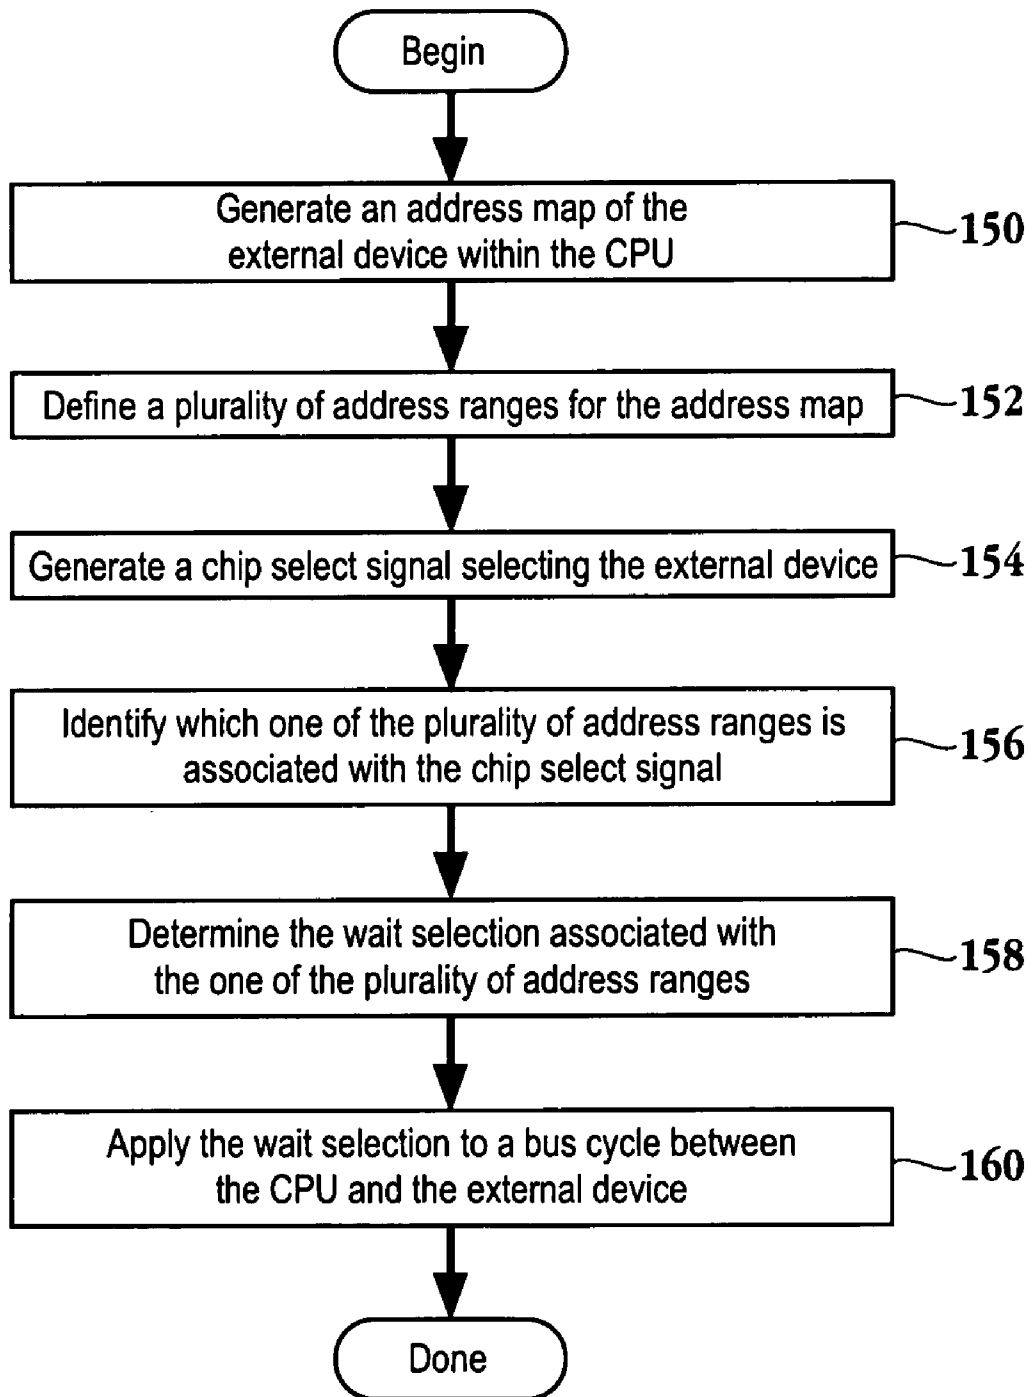 Begin
Generate an address map of the
external device within the CPU
150
Define a plurality of address ranges for the address map
152
Generate a chip select signal selecting the external device
154
Identify which one of the plurality of address ranges is
associated with the chip select signal
156
Determine the wait selection associated with
the one of the plurality of address ranges
158
Apply the wait selection to a bus cycle between
the CPU and the external device
160
Done